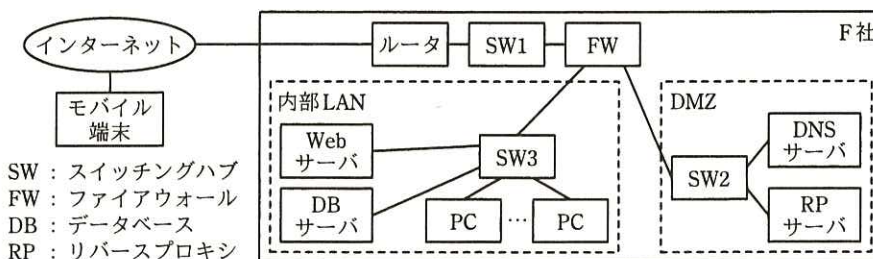 F社
インターネット
ルータ
SW1
FW
モバイル
端末
内部LAN
Web
サーバ
DB
サーバ
SW3
PC
…
PC
DMZ
SW2
DNS
サーバ
RP
サーバ
SW : スイッチングハブ
FW : ファイアウォール
DB : データベース
RP : リバースプロキシ